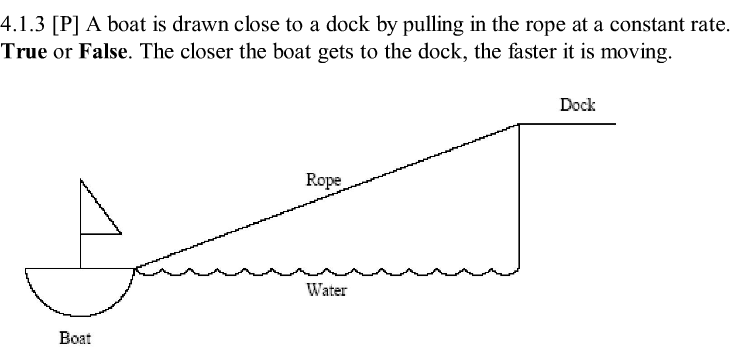 4.1.3 [P] A boat is drawn close to a dock by pulling in the rope at a constant rate.
True or False. The closer the boat gets to the dock, the faster it is moving.
Dock
Rope
Water
Boat